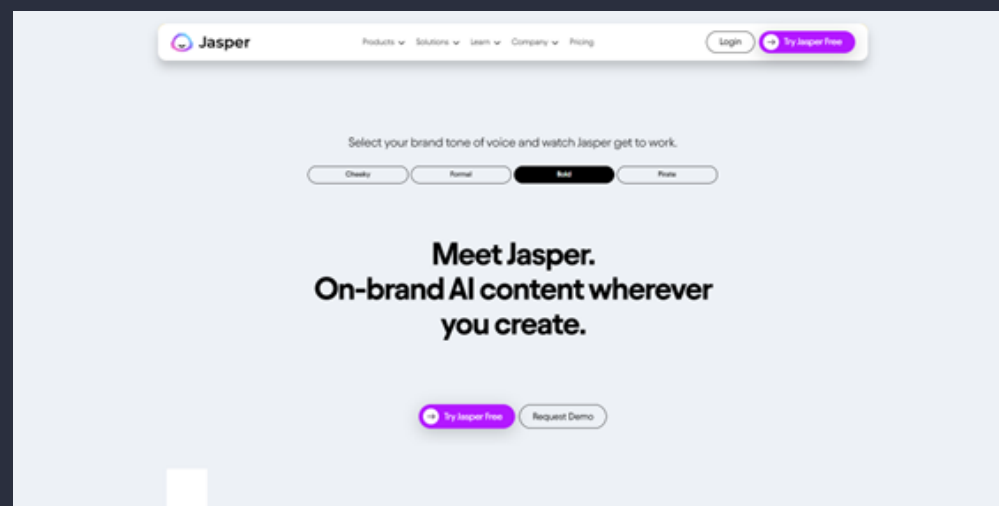 Jasper
Products Solutions Learn Company Pricing
Login
Try Jasper Free
Select your brand tone of voice and watch Jasper get to work.
Cheeky Formal Bold Pirate
Meet Jasper.
On-brand AI content wherever
you create.
Try Jasper Free
Request Demo